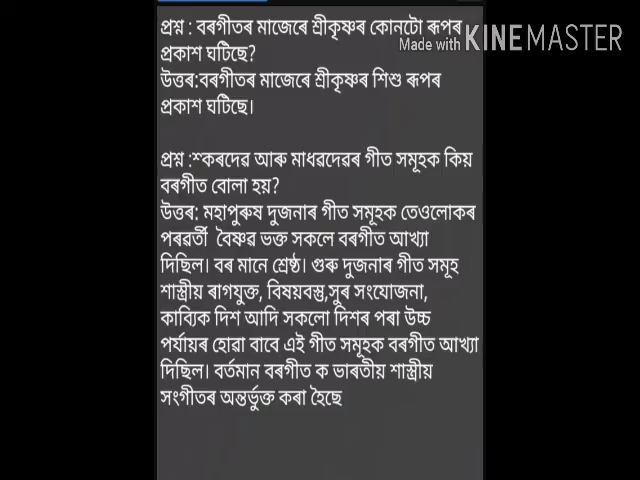 প্ৰশ্ন : বৰগীতৰ মাজেৰে শ্ৰীকৃষ্ণৰ কোনটো ৰূপৰ
Made with KINEMASTER
প্ৰকাশ ঘটিছে?
উত্তৰ:বৰগীতৰ মাজেৰে শ্ৰীকৃষ্ণৰ শিশু ৰূপৰ
প্ৰকাশ ঘটিছে।
প্ৰশ্ন :শ্কৰদেৱ আৰু মাধৱদেৱৰ গীত সমূহক কিয়
বৰগীত বোলা হয়?
উত্তৰ: মহাপুৰুষ দুজনাৰ গীত সমূহক তেওলোকৰ
পৰৱৰ্তী বৈষ্ণৱ ভক্ত সকলে বৰগীত আখ্যা
দিছিল। বৰ মানে শ্ৰেষ্ঠ। গুৰু দুজনাৰ গীত সমূহ
শাস্ত্ৰীয় ৰাগযুক্ত, বিষয়বস্তু,সুৰ সংযোজনা,
কাব্যিক দিশ আদি সকলো দিশৰ পৰা উচ্চ
পৰ্যায়ৰ হোৱা বাবে এই গীত সমূহক বৰগীত আখ্যা
দিছিল। বৰ্তমান বৰগীত ক ভাৰতীয় শাস্ত্ৰীয়
সংগীতৰ অন্তৰ্ভুক্ত কৰা হৈছে